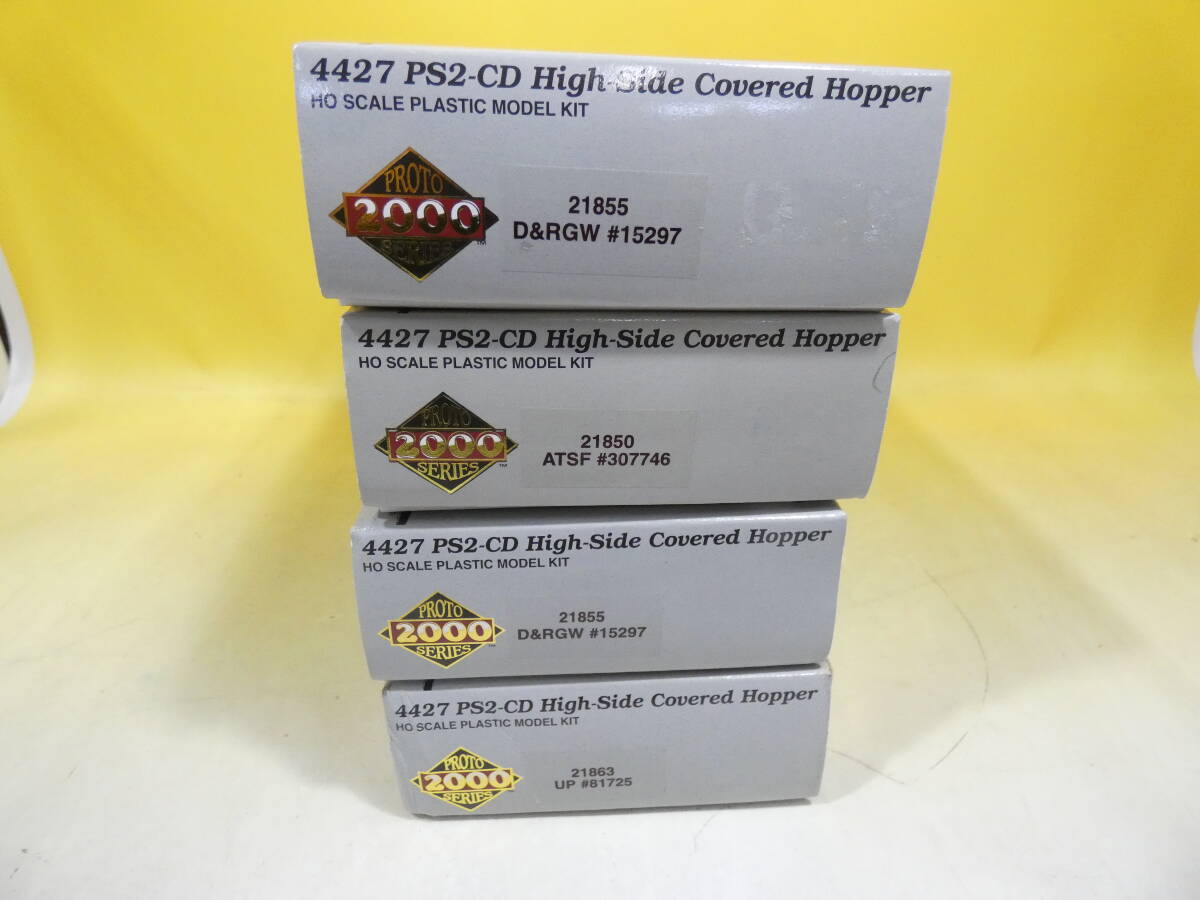 4427 PS2-CD High-Side Covered Hopper
HO SCALE PLASTIC MODEL KIT
PROTO
2000
SERIES
™
21855
D&RGW #15297
4427 PS2-CD High-Side Covered Hopper
HO SCALE PLASTIC MODEL KIT
PROTO
2000
SERIES
™
21850
ATSF #307746
4427 PS2-CD High-Side Covered Hopper
HO SCALE PLASTIC MODEL KIT
PROTO
2000
SERIES
™
21855
D&RGW #15297
4427 PS2-CD High-Side Covered Hopper
HO SCALE PLASTIC MODEL KIT
PROTO
2000
SERIES
21863
UP #81725